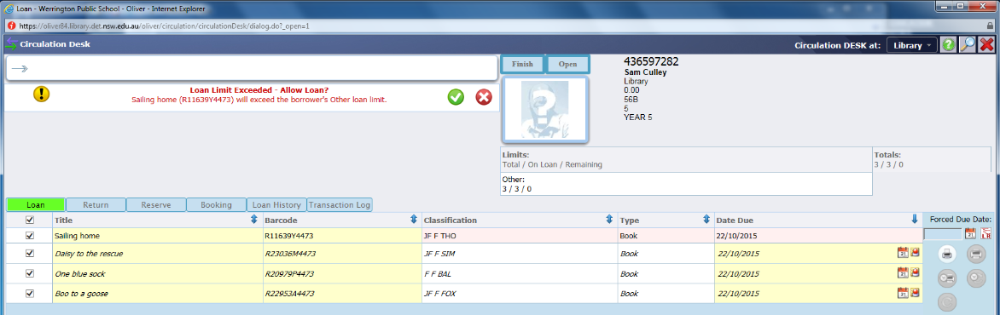 Loan - Werrington Public School - Oliver - Internet Explorer
https://oliver84.library.det.nsw.edu.au/oliver/circulation/circulationDesk/dialog.do?_open=1
Circulation Desk
Circulation DESK at: Library
Finish Open
436597282
Sam Culley
Library
0.00
56B
5
YEAR 5
Loan Limit Exceeded - Allow Loan?
Sailing home (R11639Y4473) will exceed the borrower's Other loan limit.
Limits:
Total / On Loan / Remaining
Totals:
3 / 3 / 0
Other:
3 / 3 / 0
Loan Return Reserve Booking Loan History Transaction Log
Title Barcode Classification Type Date Due Forced Due Date:
Sailing home R11639Y4473 JF F THO Book 22/10/2015
Daisy to the rescue R23036M4473 JF F SIM Book 22/10/2015
One blue sock R20979P4473 F F BAL Book 22/10/2015
Boo to a goose R22953A4473 JF F FOX Book 22/10/2015